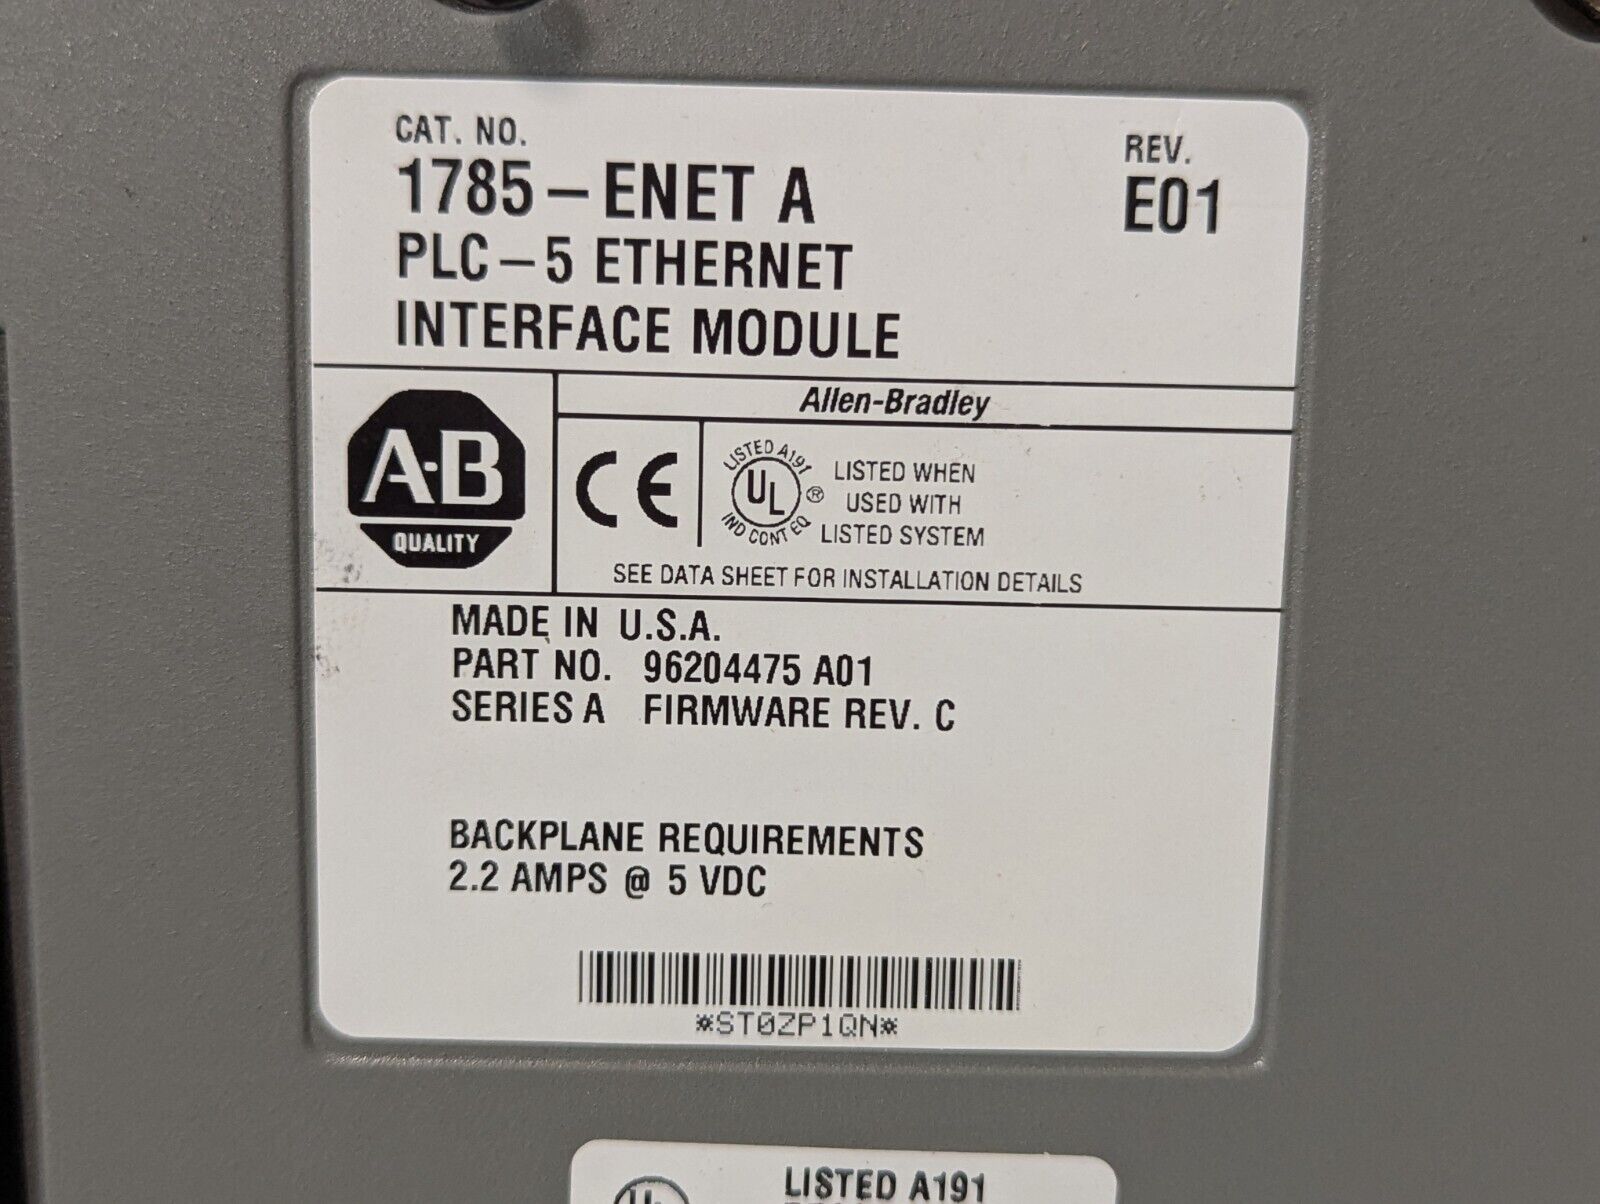 CAT. NO.
1785-ENET A
REV.
E01
PLC-5 ETHERNET
INTERFACE MODULE
Allen-Bradley
A-B
QUALITY
CE
LISTED A191
UL ®
IND CONT EQ
LISTED WHEN
USED WITH
LISTED SYSTEM
SEE DATA SHEET FOR INSTALLATION DETAILS
MADE IN U.S.A.
PART NO. 96204475 A01
SERIES A FIRMWARE REV. C
BACKPLANE REQUIREMENTS
2.2 AMPS @ 5 VDC
*ST0ZP1QN*
LISTED A191